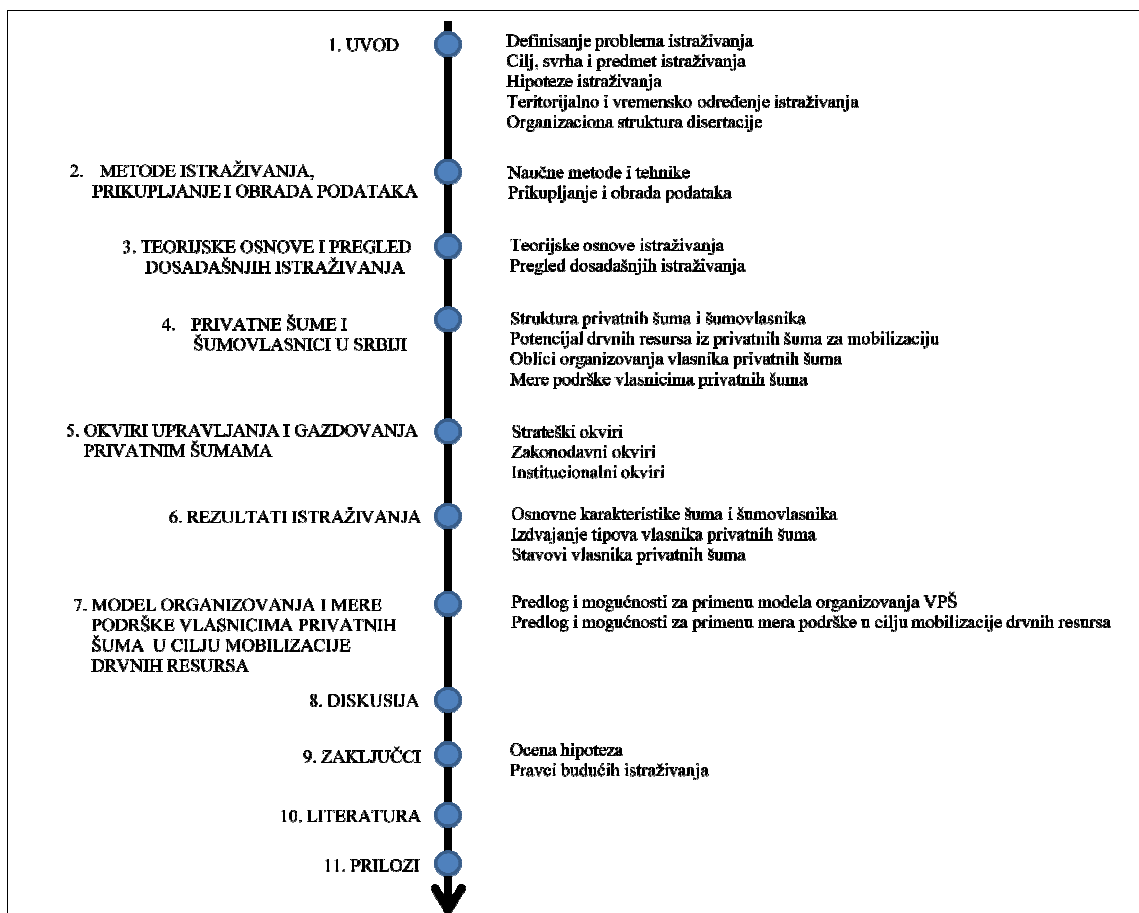 1. UVOD
Definisanje problema istraživanja
Cilj, svrha i predmet istraživanja
Hipoteze istraživanja
Teritorijalno i vremensko određenje istraživanja
Organizaciona struktura disertacije
2. METODE ISTRAŽIVANJA,
PRIKUPLJANJE I OBRADA PODATAKA
Naučne metode i tehnike
Prikupljanje i obrada podataka
3. TEORIJSKE OSNOVE I PREGLED
DOSADAŠNJIH ISTRAŽIVANJA
Teorijske osnove istraživanja
Pregled dosadašnjih istraživanja
4. PRIVATNE ŠUME I
ŠUMOVLASNICI U SRBIJI
Struktura privatnih šuma i šumovlasnika
Potencijal drvnih resursa iz privatnih šuma za mobilizaciju
Oblici organizovanja vlasnika privatnih šuma
Mere podrške vlasnicima privatnih šuma
5. OKVIRI UPRAVLJANJA I GAZDOVANJA
PRIVATNIM ŠUMAMA
Strateški okviri
Zakonodavni okviri
Institucionalni okviri
6. REZULTATI ISTRAŽIVANJA
Osnovne karakteristike šuma i šumovlasnika
Izdvajanje tipova vlasnika privatnih šuma
Stavovi vlasnika privatnih šuma
7. MODEL ORGANIZOVANJA I MERE
PODRŠKE VLASNICIMA PRIVATNIH
ŠUMA U CILJU MOBILIZACIJE
DRVNIH RESURSA
Predlog i mogućnosti za primenu modela organizovanja VPŠ
Predlog i mogućnosti za primenu mera podrške u cilju mobilizacije drvnih resursa
8. DISKUSIJA
9. ZAKLJUČCI
Ocena hipoteza
Pravci budućih istraživanja
10. LITERATURA
11. PRILOZI